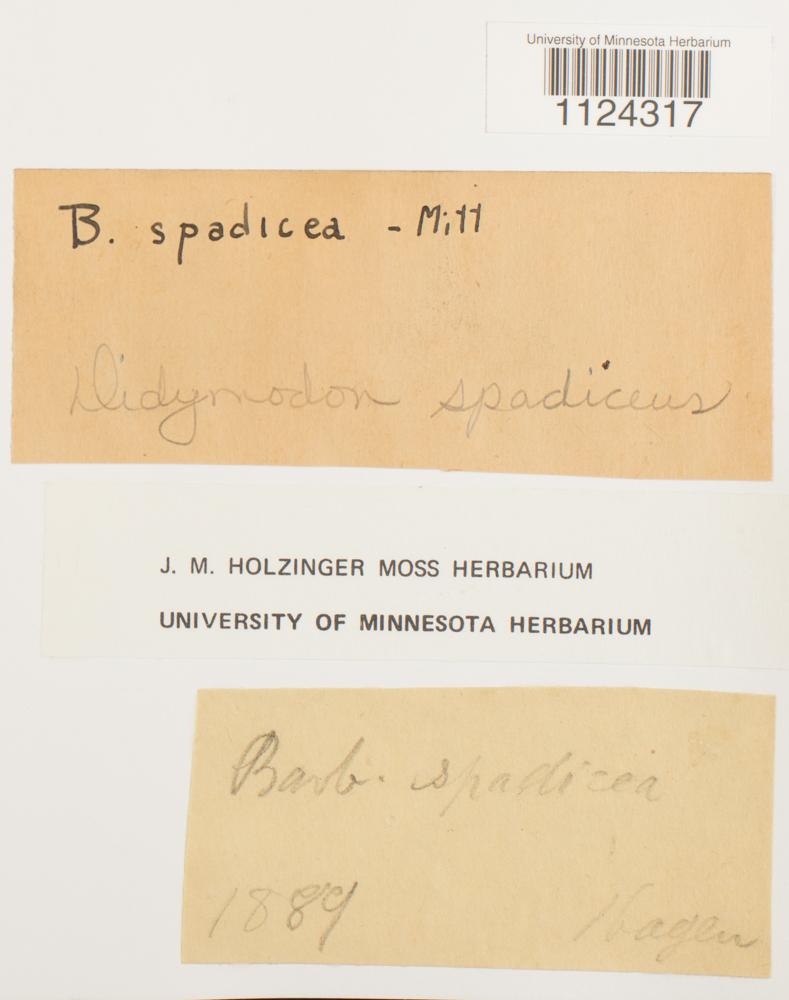 University of Minnesota Herbarium
1124317
B. spadicea - Mitt
Didymodon spadiceus
J. M. HOLZINGER MOSS HERBARIUM
UNIVERSITY OF MINNESOTA HERBARIUM
Barb. spadicea
1889 Hagen